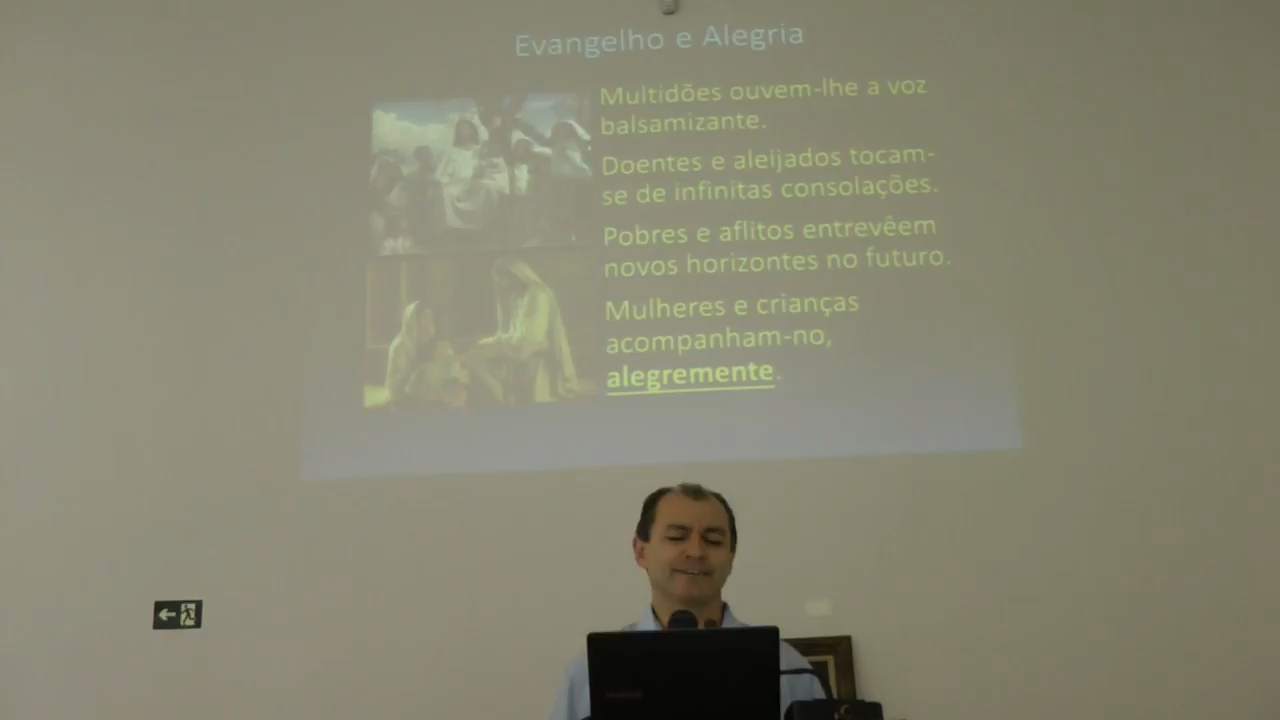 Evangelho e Alegria
Multidões ouvem-lhe a voz
balsamizante.
Doentes e aleijados tocam-
se de infinitas consolações.
Pobres e aflitos entrevêem
novos horizontes no futuro.
Mulheres e crianças
acompanham-no,
alegremente.